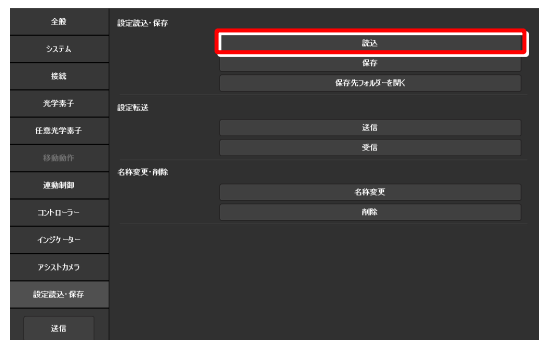 全般
システム
接続
光学素子
任意光学素子
移動動作
連動制御
コントローラー
インジケーター
アシストカメラ
設定読込・保存
送信
設定読込・保存
読込
保存
保存先フォルダーを開く
設定転送
送信
受信
名称変更・削除
名称変更
削除